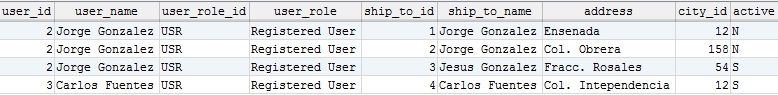 user_id user_name user_role_id user_role ship_to_id ship_to_name address city_id active
2 Jorge Gonzalez USR Registered User 1 Jorge Gonzalez Ensenada 12 N
2 Jorge Gonzalez USR Registered User 2 Jorge Gonzalez Col. Obrera 158 N
2 Jorge Gonzalez USR Registered User 3 Jesus Gonzalez Fracc. Rosales 54 S
3 Carlos Fuentes USR Registered User 4 Carlos Fuentes Col. Intependencia 12 S